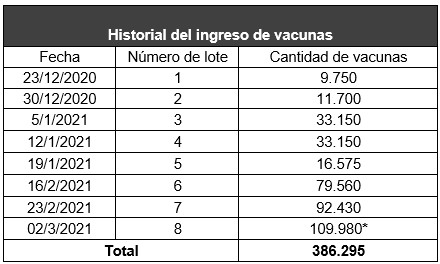 Historial del ingreso de vacunas
Fecha Número de lote Cantidad de vacunas
23/12/2020 1 9.750
30/12/2020 2 11.700
5/1/2021 3 33.150
12/1/2021 4 33.150
19/1/2021 5 16.575
16/2/2021 6 79.560
23/2/2021 7 92.430
02/3/2021 8 109.980*
Total 386.295